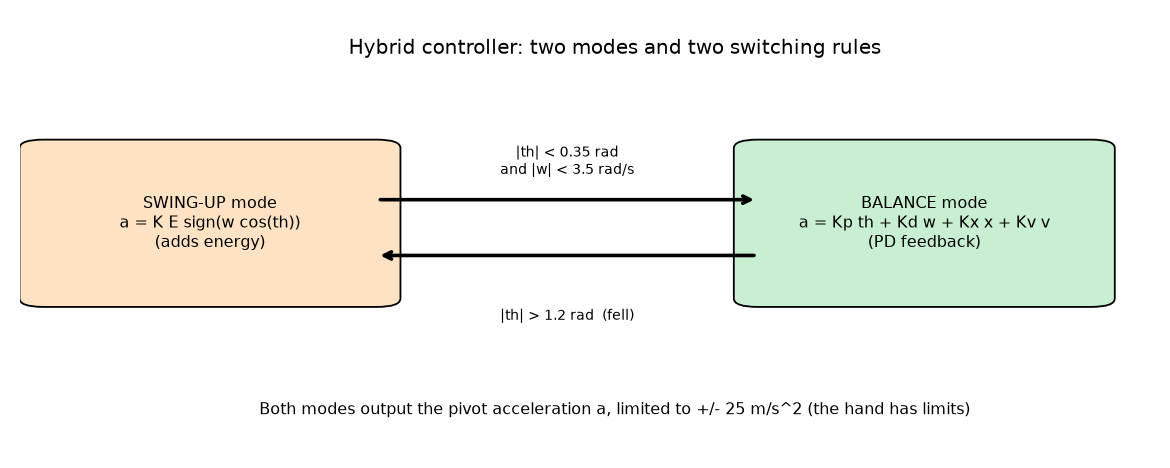 Hybrid controller: two modes and two switching rules
|th| < 0.35 rad
and |w| < 3.5 rad/s
SWING-UP mode
a = K E sign(w cos(th))
(adds energy)
BALANCE mode
a = Kp th + Kd w + Kx x + Kv v
(PD feedback)
|th| > 1.2 rad  (fell)
Both modes output the pivot acceleration a, limited to +/- 25 m/s^2 (the hand has limits)